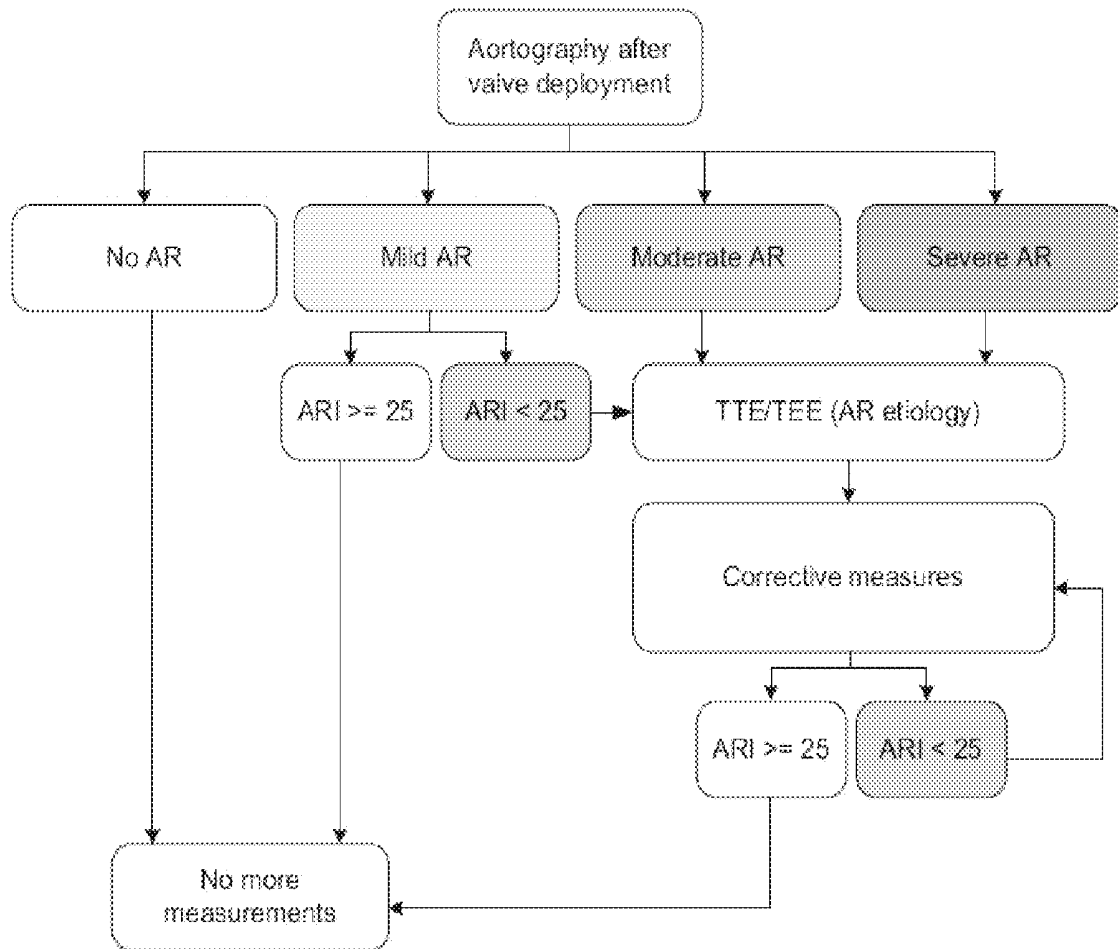 Aortography after
valve deployment
No AR
Mild AR
Moderate AR
Severe AR
ARI >= 25
ARI < 25
TTE/TEE (AR etiology)
Corrective measures
ARI >= 25
ARI < 25
No more
measurements